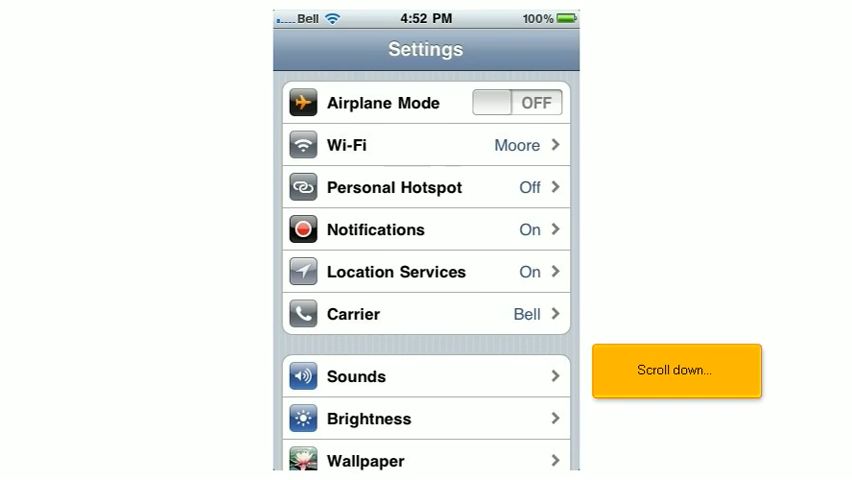 .....Bell 4:52 PM 100%
Settings
Airplane Mode OFF
Wi-Fi Moore
Personal Hotspot Off
Notifications On
Location Services On
Carrier Bell
Sounds
Scroll down...
Brightness
Wallpaper